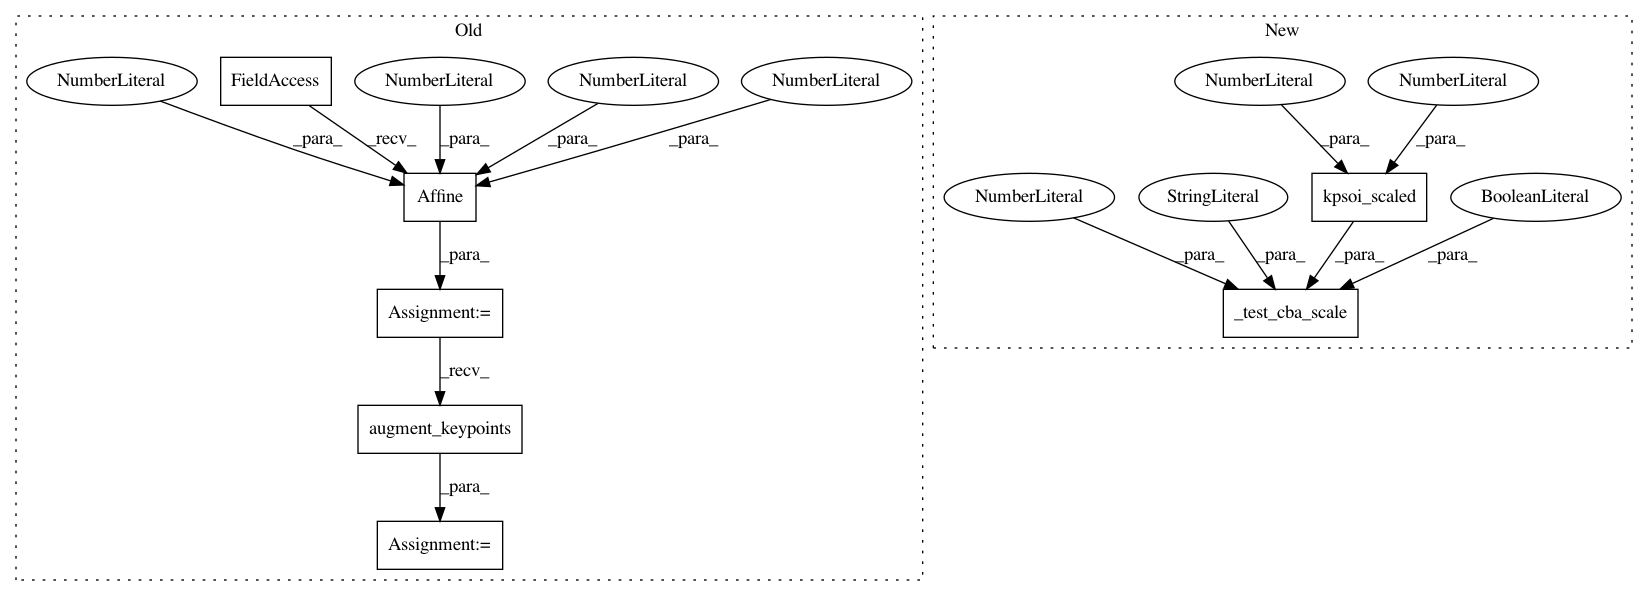 Old
New
NumberLiteral
FieldAccess
NumberLiteral
NumberLiteral
NumberLiteral
NumberLiteral
NumberLiteral
_para_
_recv_
_para_
_para_
_para_
_para_
_para_
Affine
NumberLiteral
StringLiteral
kpsoi_scaled
BooleanLiteral
_para_
_para_
_para_
_para_
_para_
Assignment:=
_test_cba_scale
_recv_
augment_keypoints
_para_
Assignment:=